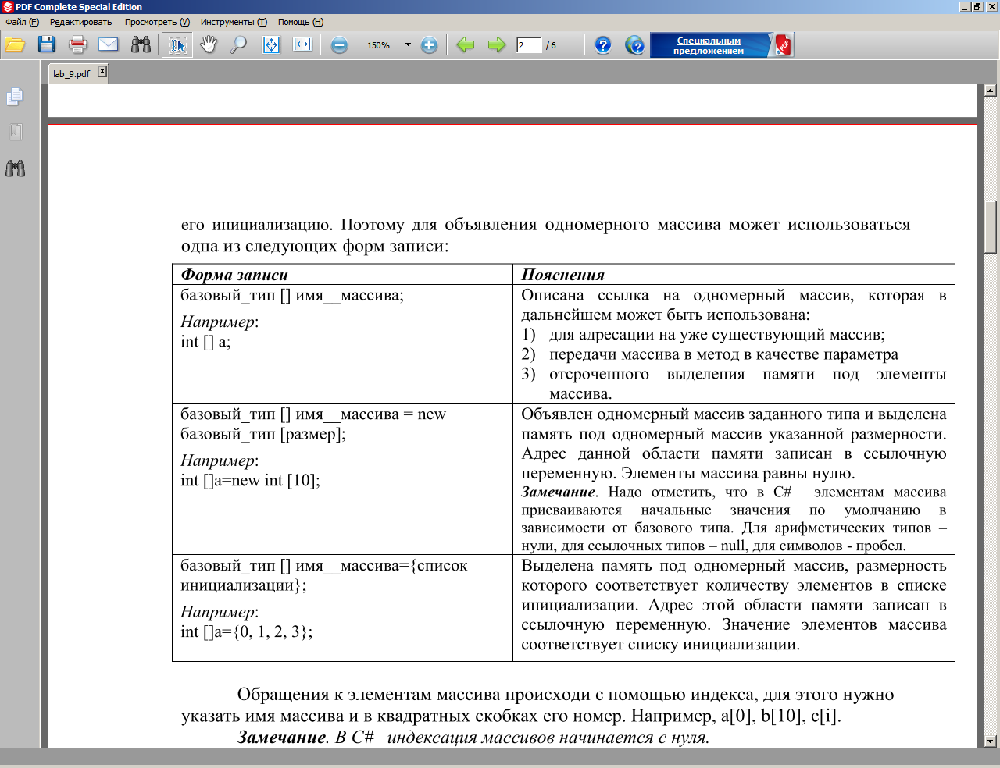 PDF Complete Special Edition
Файл (F) Редактировать Просмотреть (V) Инструменты (T) Помощь (H)
150% 2 / 6 Специальным предложением PDF
lab_9.pdf
его инициализацию. Поэтому для объявления одномерного массива может использоваться
одна из следующих форм записи:
Форма записи
базовый_тип [] имя__массива;
Например:
int [] a;
Пояснения
Описана ссылка на одномерный массив, которая в
дальнейшем может быть использована:
1) для адресации на уже существующий массив;
2) передачи массива в метод в качестве параметра
3) отсроченного выделения памяти под элементы
массива.
базовый_тип [] имя__массива = new
базовый_тип [размер];
Например:
int []a=new int [10];
Объявлен одномерный массив заданного типа и выделена
память под одномерный массив указанной размерности.
Адрес данной области памяти записан в ссылочную
переменную. Элементы массива равны нулю.
Замечание. Надо отметить, что в C# элементам массива
присваиваются начальные значения по умолчанию в
зависимости от базового типа. Для арифметических типов –
нули, для ссылочных типов – null, для символов - пробел.
базовый_тип [] имя__массива={список
инициализации};
Например:
int []a={0, 1, 2, 3};
Выделена память под одномерный массив, размерность
которого соответствует количеству элементов в списке
инициализации. Адрес этой области памяти записан в
ссылочную переменную. Значение элементов массива
соответствует списку инициализации.
Обращения к элементам массива происходи с помощью индекса, для этого нужно
указать имя массива и в квадратных скобках его номер. Например, a[0], b[10], c[i].
Замечание. В C# индексация массивов начинается с нуля.